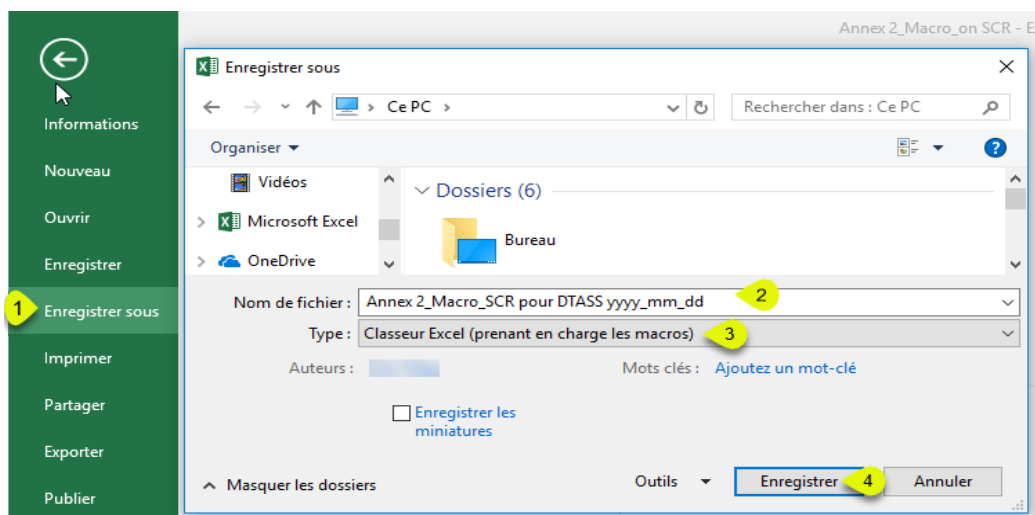 Annex 2_Macro_on SCR - E
Informations
Nouveau
Ouvrir
Enregistrer
1 Enregistrer sous
Imprimer
Partager
Exporter
Publier
Enregistrer sous
Ce PC
Rechercher dans : Ce PC
Organiser
Vidéos
Microsoft Excel
OneDrive
Dossiers (6)
Bureau
Nom de fichier : Annex 2_Macro_SCR pour DTASS yyyy_mm_dd 2
Type : Classeur Excel (prenant en charge les macros) 3
Auteurs :
Mots clés : Ajoutez un mot-clé
Enregistrer les
miniatures
Masquer les dossiers
Outils
Enregistrer 4
Annuler